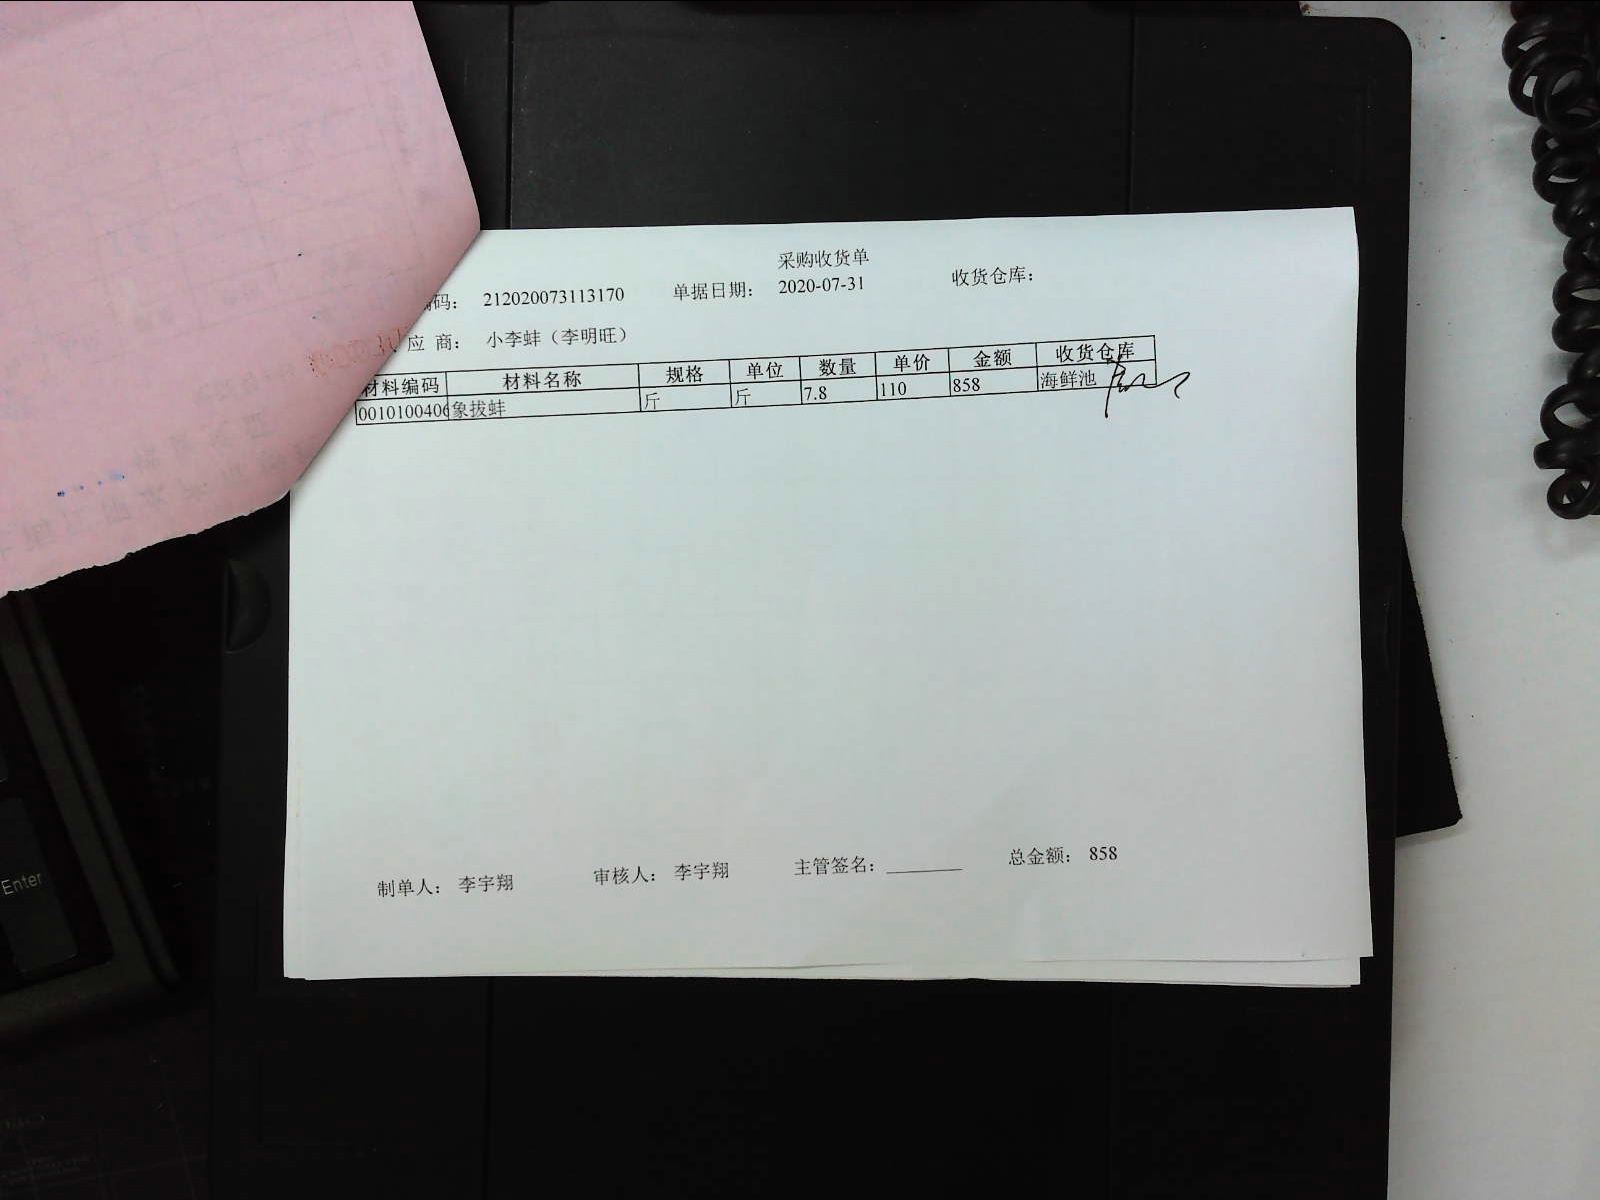 采购收货单
编码： 212020073113170 单据日期： 2020-07-31 收货仓库：
应 商： 小李蚌（李明旺）
材料编码 材料名称 规格 单位 数量 单价 金额 收货仓库
0010100406 象拔蚌 斤 斤 7.8 110 858 海鲜池
制单人： 李宇翔 审核人： 李宇翔 主管签名： 总金额： 858
Enter